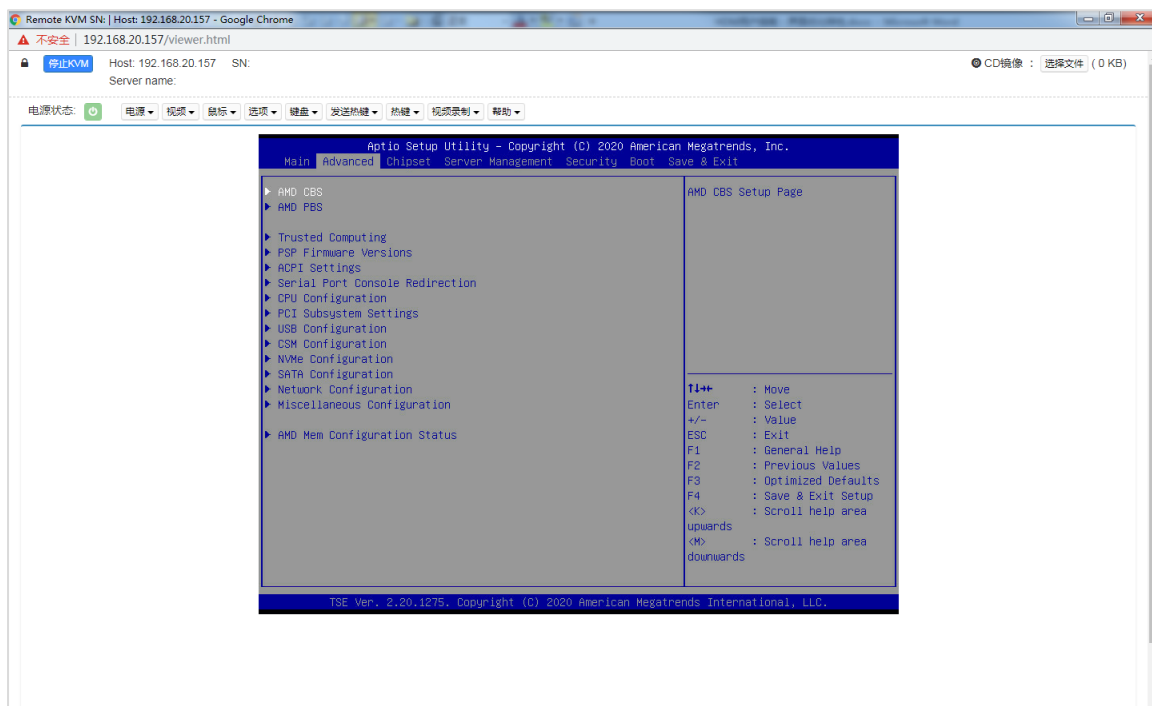 Remote KVM SN: | Host: 192.168.20.157 - Google Chrome
不安全 | 192.168.20.157/viewer.html
停止KVM Host: 192.168.20.157 SN: CD镜像 : 选择文件 ( 0 KB)
Server name:
电源状态: 电源 视频 鼠标 选项 键盘 发送热键 热键 视频录制 帮助
Aptio Setup Utility - Copyright (C) 2020 American Megatrends, Inc.
Main Advanced Chipset Server Management Security Boot Save & Exit
AMD CBS
AMD PBS
Trusted Computing
PSP Firmware Versions
ACPI Settings
Serial Port Console Redirection
CPU Configuration
PCI Subsystem Settings
USB Configuration
CSM Configuration
NVMe Configuration
SATA Configuration
Network Configuration
Miscellaneous Configuration
AMD Mem Configuration Status
AMD CBS Setup Page
↑↓→← : Move
Enter : Select
+/- : Value
ESC : Exit
F1 : General Help
F2 : Previous Values
F3 : Optimized Defaults
F4 : Save & Exit Setup
<K> : Scroll help area
upwards
<M> : Scroll help area
downwards
TSE Ver. 2.20.1275. Copyright (C) 2020 American Megatrends International, LLC.